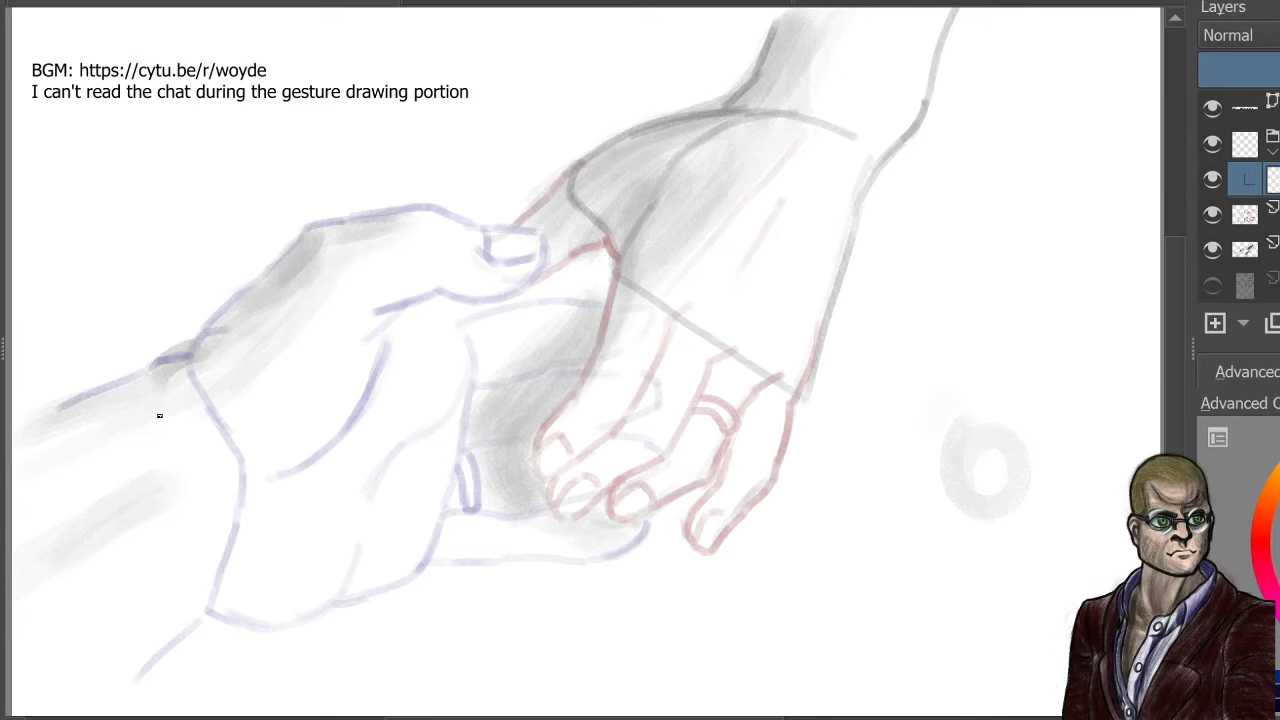 Layers
Normal
BGM: https://cytu.be/r/woyde
I can't read the chat during the gesture drawing portion
Advanced
Advanced